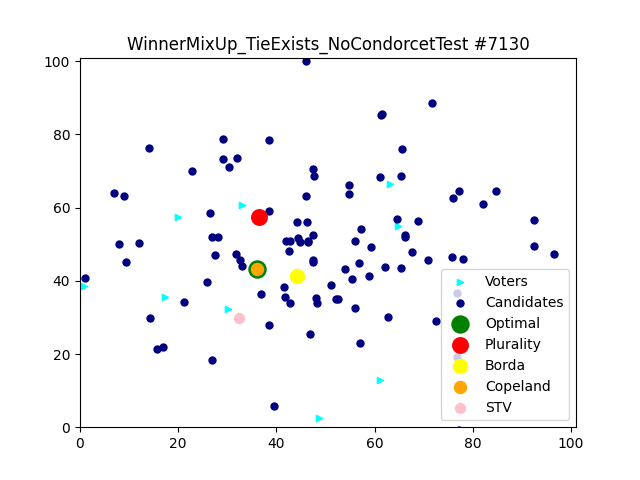 WinnerMixUp_TieExists_NoCondorcetTest #7130
100
80
60
40
20
0
0
20
40
60
80
100
Voters
Candidates
Optimal
Plurality
Borda
Copeland
STV